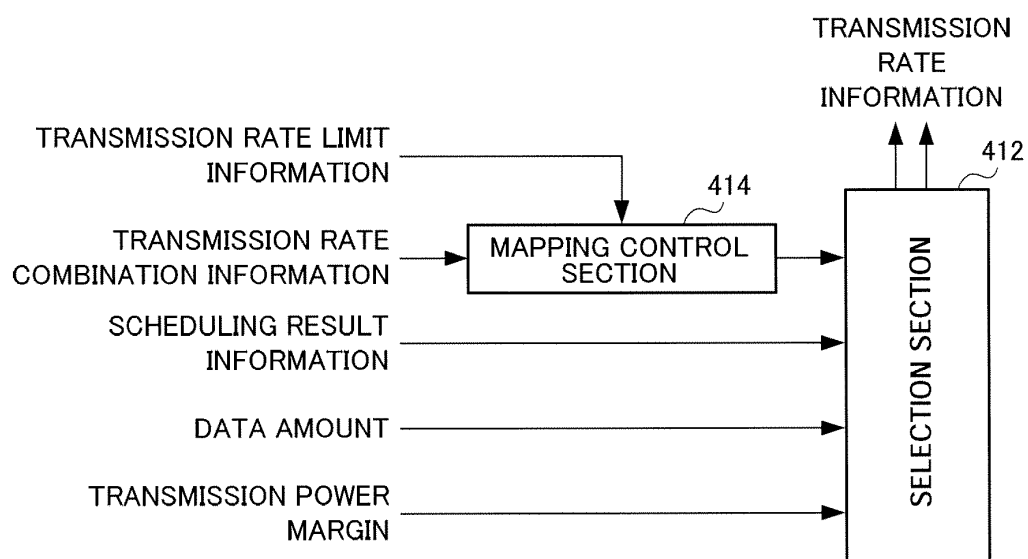 TRANSMISSION
RATE
INFORMATION
TRANSMISSION RATE LIMIT
INFORMATION
414
412
TRANSMISSION RATE
COMBINATION INFORMATION
MAPPING CONTROL
SECTION
SCHEDULING RESULT
INFORMATION
SELECTION SECTION
DATA AMOUNT
TRANSMISSION POWER
MARGIN